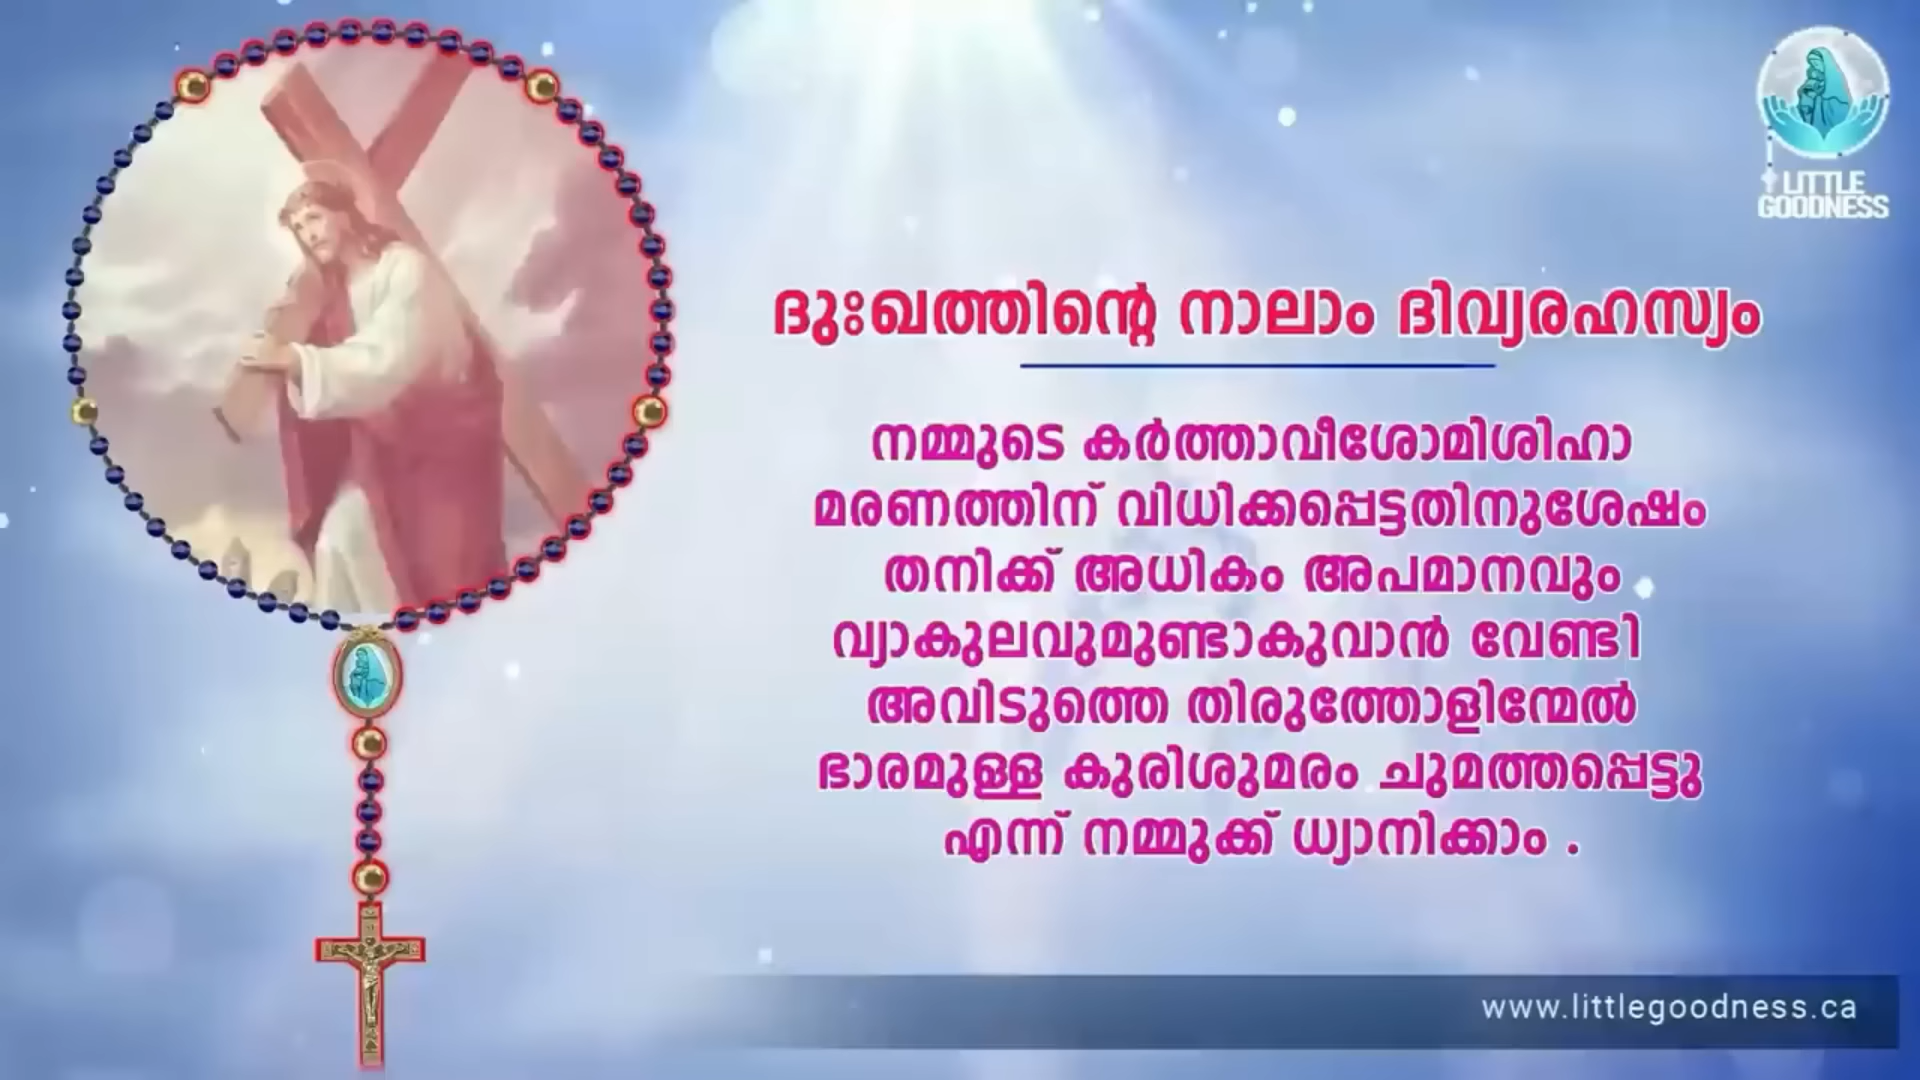 LITTLE
GOODNESS
ദുഃഖത്തിന്റെ നാലാം ദിവ്യരഹസ്യം
നമ്മുടെ കർത്താവീശോമിശിഹാ
മരണത്തിന് വിധിക്കപ്പെട്ടതിനുശേഷം
തനിക്ക് അധികം അപമാനവും
വ്യാകുലവുമുണ്ടാകുവാൻ വേണ്ടി
അവിടുത്തെ തിരുത്തോളിന്മേൽ
ഭാരമുള്ള കുരിശുമരം ചുമത്തപ്പെട്ടു
എന്ന് നമ്മുക്ക് ധ്യാനിക്കാം .
www.littlegoodness.ca